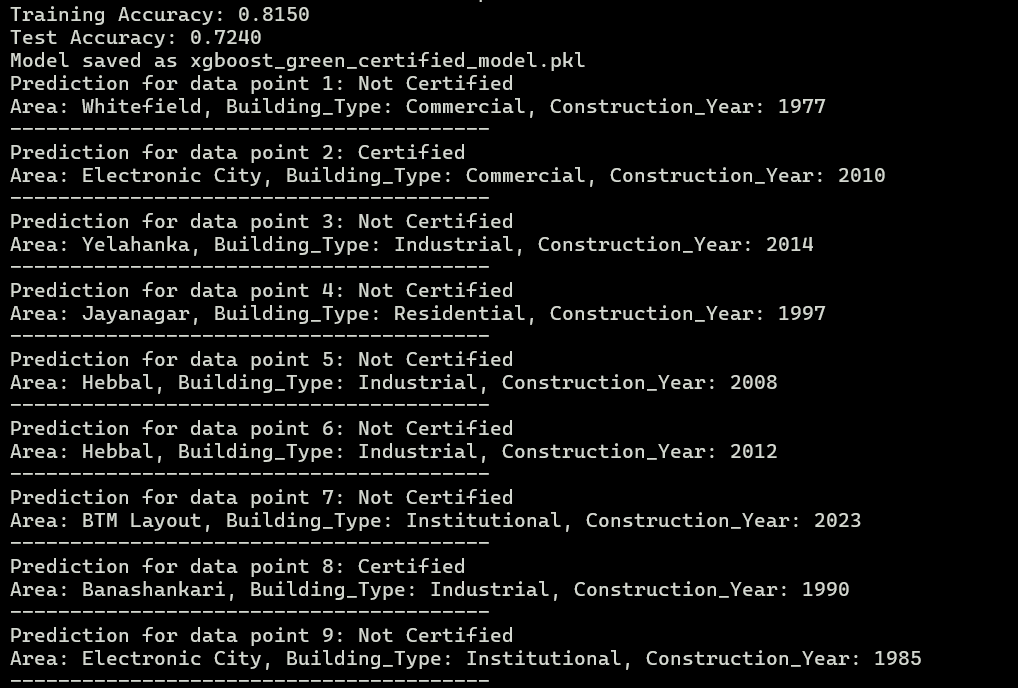 Training Accuracy: 0.8150
Test Accuracy: 0.7240
Model saved as xgboost_green_certified_model.pkl
Prediction for data point 1: Not Certified
Area: Whitefield, Building_Type: Commercial, Construction_Year: 1977
----------------------------------------
Prediction for data point 2: Certified
Area: Electronic City, Building_Type: Commercial, Construction_Year: 2010
----------------------------------------
Prediction for data point 3: Not Certified
Area: Yelahanka, Building_Type: Industrial, Construction_Year: 2014
----------------------------------------
Prediction for data point 4: Not Certified
Area: Jayanagar, Building_Type: Residential, Construction_Year: 1997
----------------------------------------
Prediction for data point 5: Not Certified
Area: Hebbal, Building_Type: Industrial, Construction_Year: 2008
----------------------------------------
Prediction for data point 6: Not Certified
Area: Hebbal, Building_Type: Industrial, Construction_Year: 2012
----------------------------------------
Prediction for data point 7: Not Certified
Area: BTM Layout, Building_Type: Institutional, Construction_Year: 2023
----------------------------------------
Prediction for data point 8: Certified
Area: Banashankari, Building_Type: Industrial, Construction_Year: 1990
----------------------------------------
Prediction for data point 9: Not Certified
Area: Electronic City, Building_Type: Institutional, Construction_Year: 1985
----------------------------------------